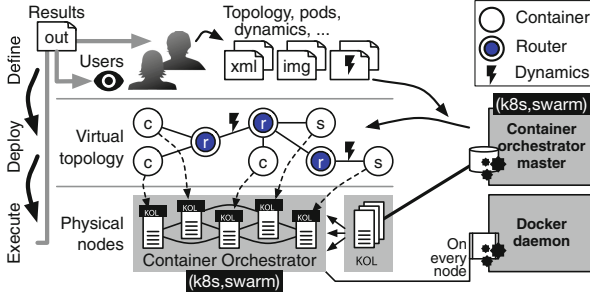 Results
out
Users
Topology, pods,
dynamics, ...
xml
img
Container
Router
Dynamics
Define
Deploy
Execute
Virtual
topology
c
c
r
r
c
s
r
s
(k8s,swarm)
Container
orchestrator
master
Physical
nodes
KOL
KOL
KOL
KOL
KOL
KOL
Container Orchestrator
(k8s,swarm)
On
every
node
Docker
daemon